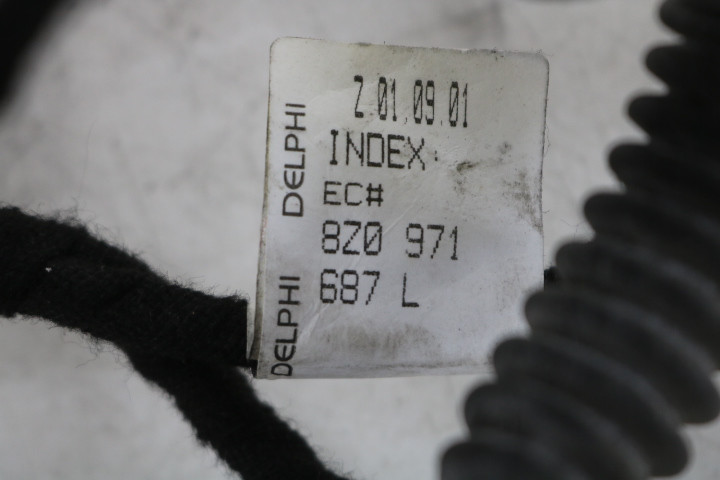 Z 01.09.01
INDEX:
EC#
8Z0 971
687 L
DELPHI
DELPHI